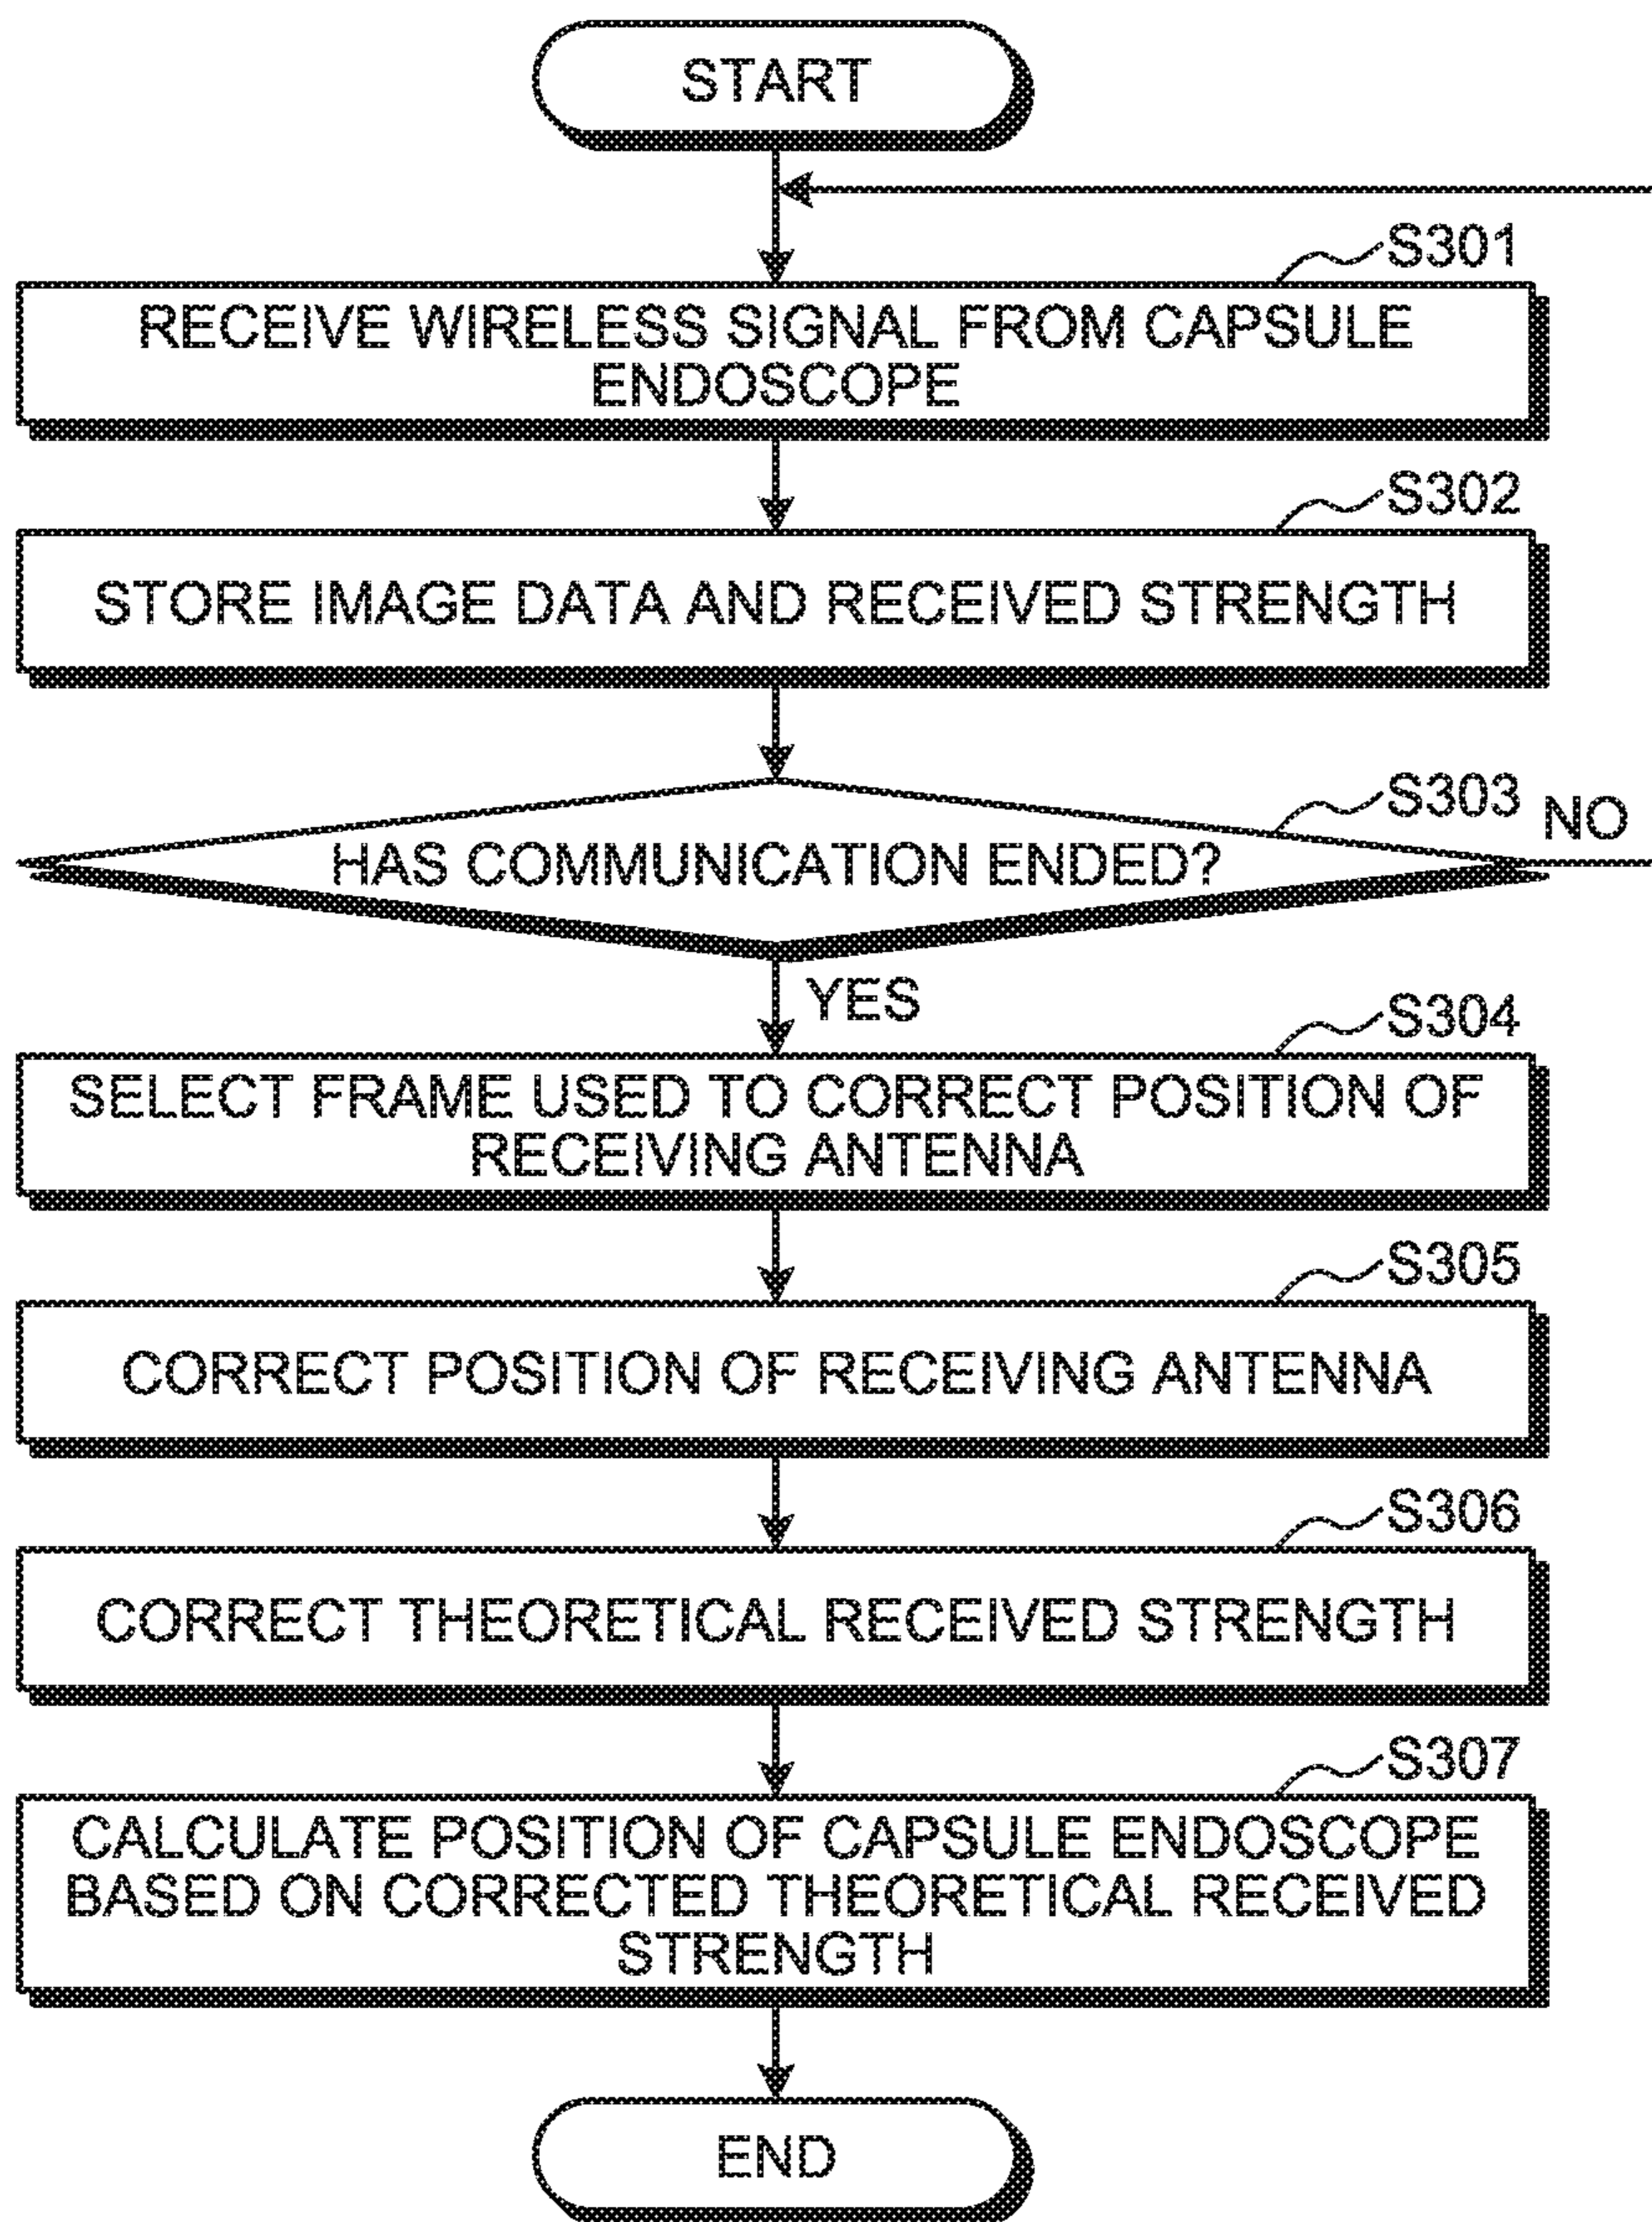 START
S301
RECEIVE WIRELESS SIGNAL FROM CAPSULE
ENDOSCOPE
S302
STORE IMAGE DATA AND RECEIVED STRENGTH
S303
NO
HAS COMMUNICATION ENDED?
YES
S304
SELECT FRAME USED TO CORRECT POSITION OF
RECEIVING ANTENNA
S305
CORRECT POSITION OF RECEIVING ANTENNA
S306
CORRECT THEORETICAL RECEIVED STRENGTH
S307
CALCULATE POSITION OF CAPSULE ENDOSCOPE
BASED ON CORRECTED THEORETICAL RECEIVED
STRENGTH
END